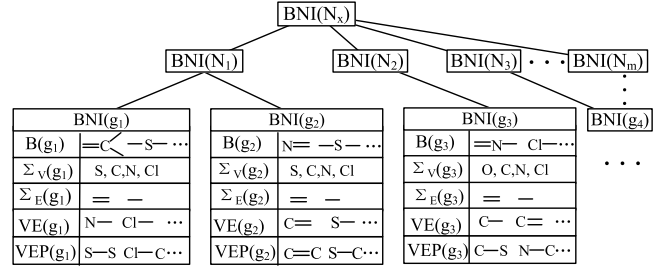 BNI(Nx)
BNI(N1) BNI(N2) BNI(N3) · · · BNI(Nm)
BNI(g1) BNI(g2) BNI(g3) BNI(g4)
B(g1) =C< –S– ··· B(g2) N= –S– ··· B(g3) =N– Cl– ···
ΣV(g1) S, C,N, Cl ΣV(g2) S, C,N, Cl ΣV(g3) O, C,N, Cl
ΣE(g1) = – ΣE(g2) = – ΣE(g3) = –
VE(g1) N– Cl– ··· VE(g2) C= S– ··· VE(g3) C– C= ···
VEP(g1) S–S Cl–C··· VEP(g2) C=C S–C··· VEP(g3) C–S N–C···